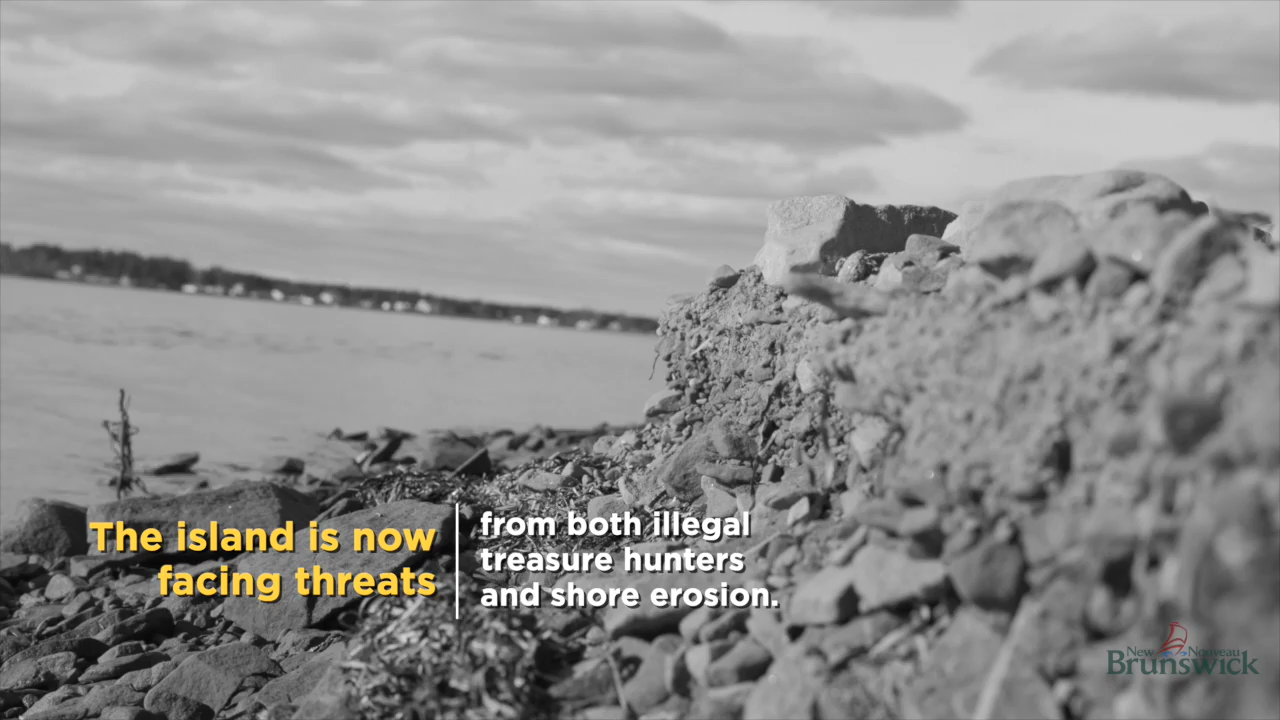 The island is now
facing threats
from both illegal
treasure hunters
and shore erosion.
New Nouveau
Brunswick